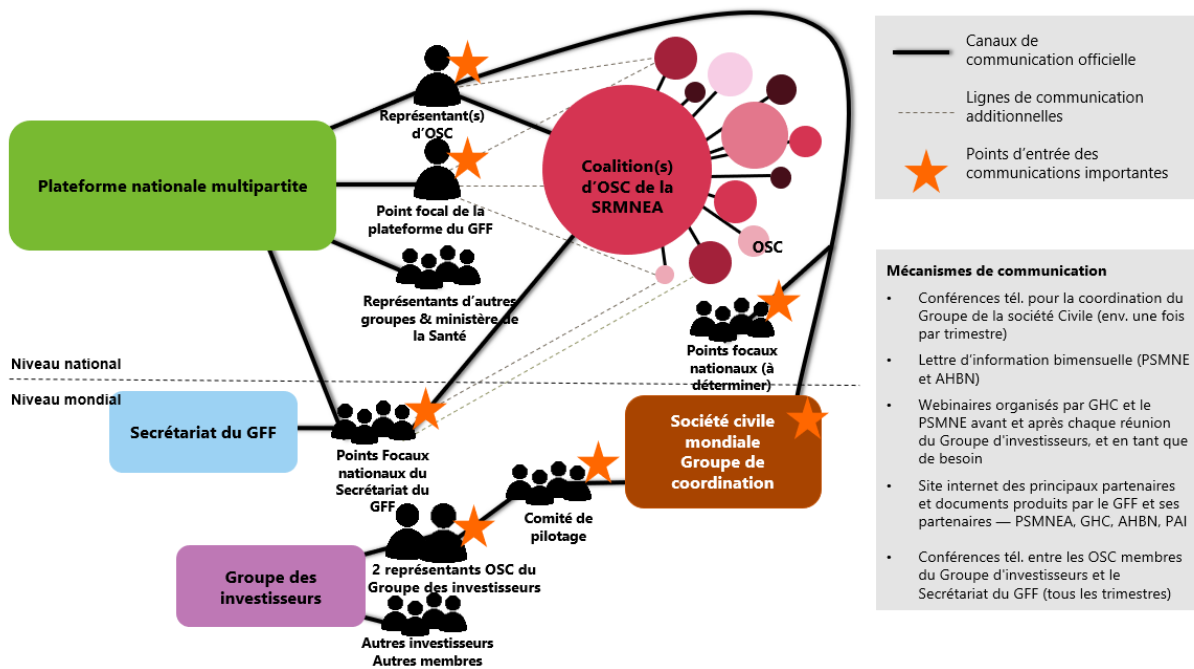 Représentant(s)
d'OSC
Plateforme nationale multipartite
Point focal de la
plateforme du GFF
Représentants d'autres
groupes & ministère de
la Santé
Coalition(s)
d'OSC de la
SRMNEA
OSC
Points focaux
nationaux (à
déterminer)
Niveau national
Niveau mondial
Secrétariat du GFF
Points Focaux
nationaux du
Secrétariat du
GFF
Société civile
mondiale
Groupe de
coordination
Comité de
pilotage
2 représentants OSC du
Groupe des investisseurs
Groupe des
investisseurs
Autres investisseurs
Autres membres
Canaux de
communication officielle
Lignes de communication
additionnelles
Points d'entrée des
communications importantes
Mécanismes de communication
• Conférences tél. pour la coordination du
Groupe de la société Civile (env. une fois
par trimestre)
• Lettre d'information bimensuelle (PSMNE
et AHBN)
• Webinaires organisés par GHC et le
PSMNE avant et après chaque réunion
du Groupe d'investisseurs, et en tant que
de besoin
• Site internet des principaux partenaires
et documents produits par le GFF et ses
partenaires — PSMNEA, GHC, AHBN, PAI
• Conférences tél. entre les OSC membres
du Groupe d'investisseurs et le
Secrétariat du GFF (tous les trimestres)